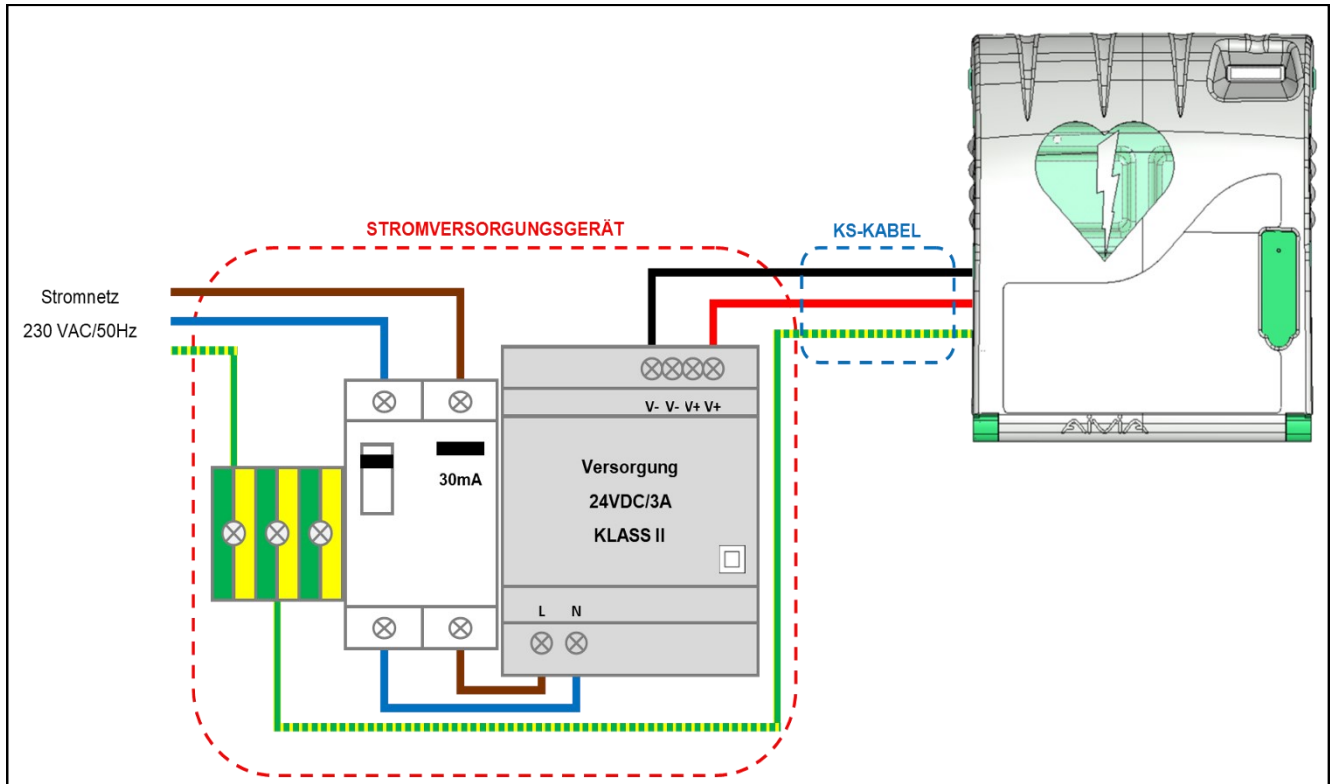 STROMVERSORGUNGSGERÄT
KS-KABEL
Stromnetz
230 VAC/50Hz
V- V- V+ V+
30mA
Versorgung
24VDC/3A
KLASS II
L N
AIVIA